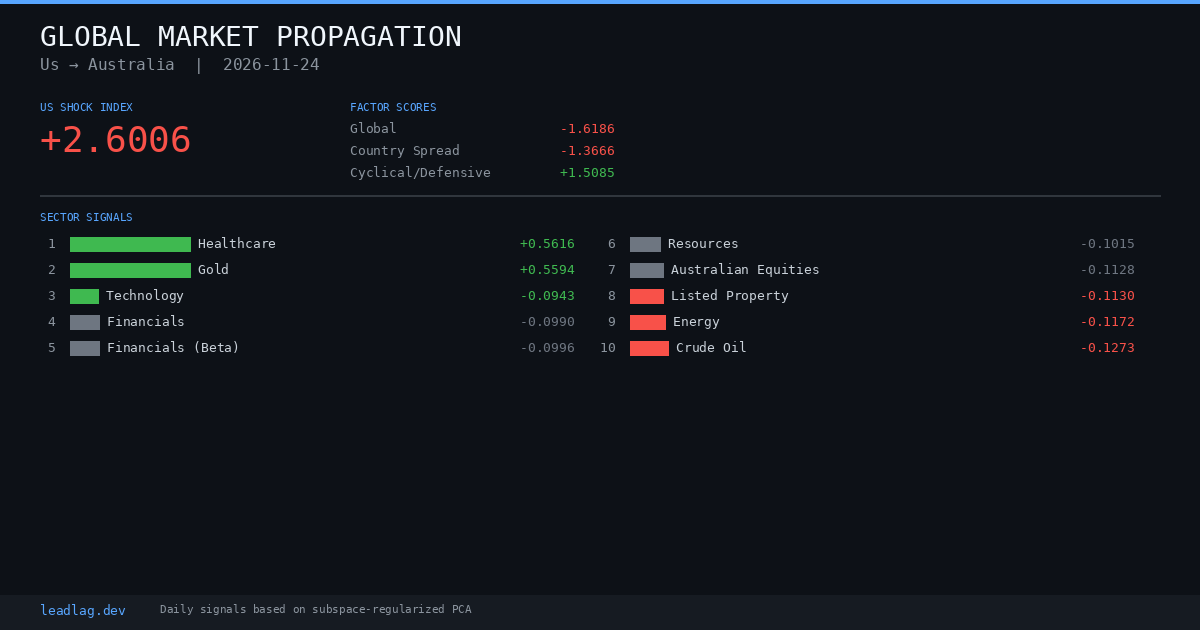 GLOBAL MARKET PROPAGATION
Us → Australia | 2026-11-24
US SHOCK INDEX
+2.6006
FACTOR SCORES
Global -1.6186
Country Spread -1.3666
Cyclical/Defensive +1.5085
SECTOR SIGNALS
1 Healthcare +0.5616
2 Gold +0.5594
3 Technology -0.0943
4 Financials -0.0990
5 Financials (Beta) -0.0996
6 Resources -0.1015
7 Australian Equities -0.1128
8 Listed Property -0.1130
9 Energy -0.1172
10 Crude Oil -0.1273
leadlag.dev Daily signals based on subspace-regularized PCA